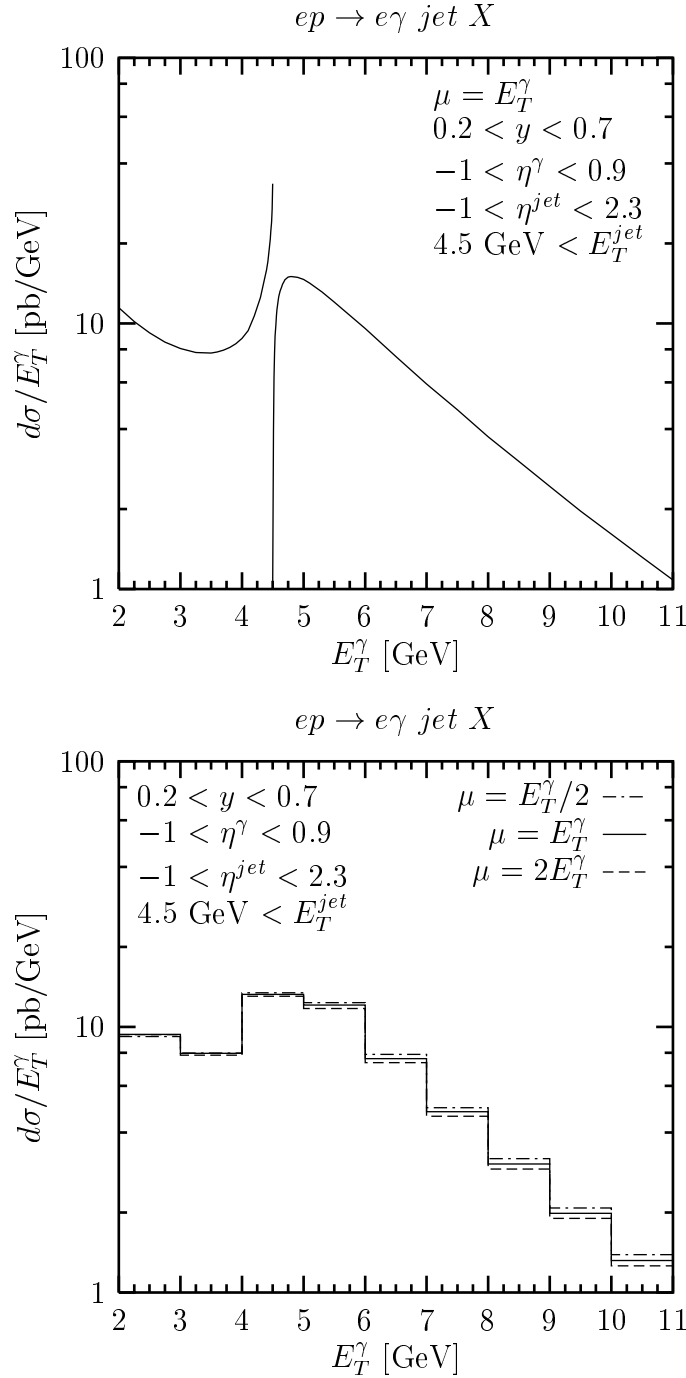 ep → eγ jet X
100
10
1
dσ/E_T^γ [pb/GeV]
μ = E_T^γ
0.2 < y < 0.7
−1 < η^γ < 0.9
−1 < η^jet < 2.3
4.5 GeV < E_T^jet
2 3 4 5 6 7 8 9 10 11
E_T^γ [GeV]
ep → eγ jet X
100
10
1
dσ/E_T^γ [pb/GeV]
0.2 < y < 0.7
−1 < η^γ < 0.9
−1 < η^jet < 2.3
4.5 GeV < E_T^jet
μ = E_T^γ/2
μ = E_T^γ
μ = 2E_T^γ
2 3 4 5 6 7 8 9 10 11
E_T^γ [GeV]